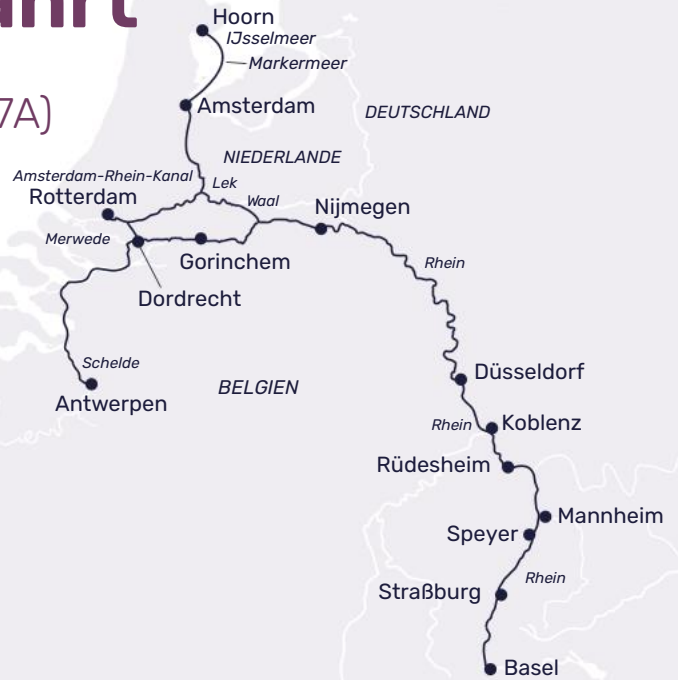 ahrt
7A)
Hoorn
IJsselmeer
Markermeer
Amsterdam
DEUTSCHLAND
NIEDERLANDE
Amsterdam-Rhein-Kanal
Lek
Rotterdam
Waal
Nijmegen
Merwede
Gorinchem
Rhein
Dordrecht
Schelde
Düsseldorf
BELGIEN
Antwerpen
Rhein
Koblenz
Rüdesheim
Mannheim
Speyer
Rhein
Straßburg
Basel